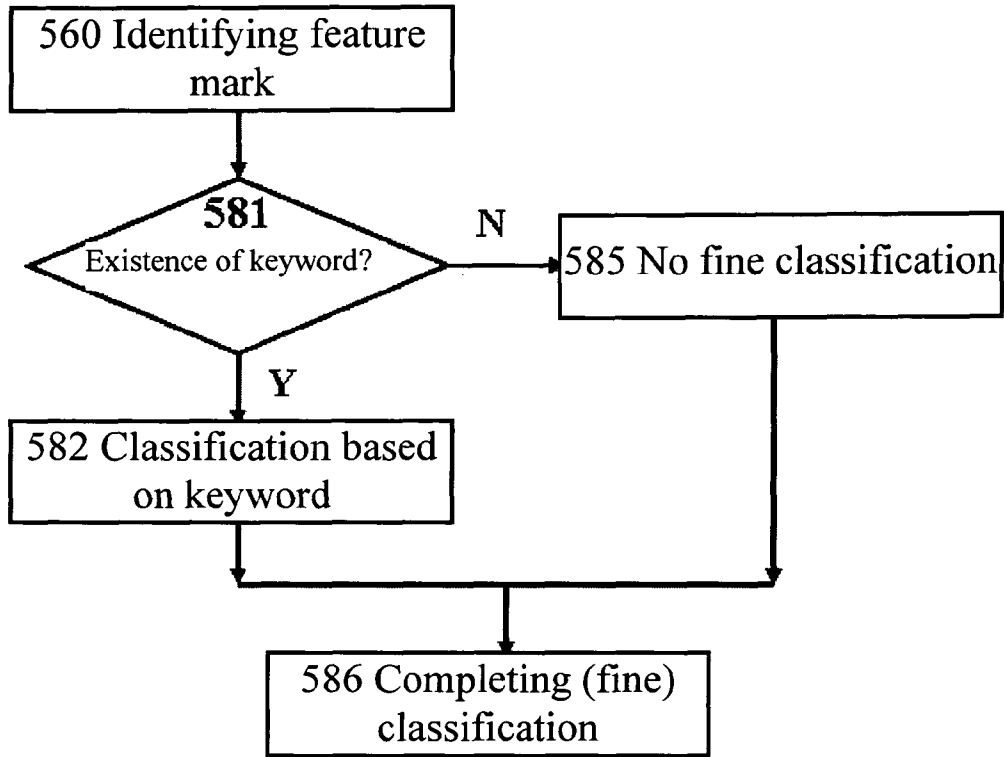 560 Identifying feature
mark
581
Existence of keyword?
N
585 No fine classification
Y
582 Classification based
on keyword
586 Completing (fine)
classification